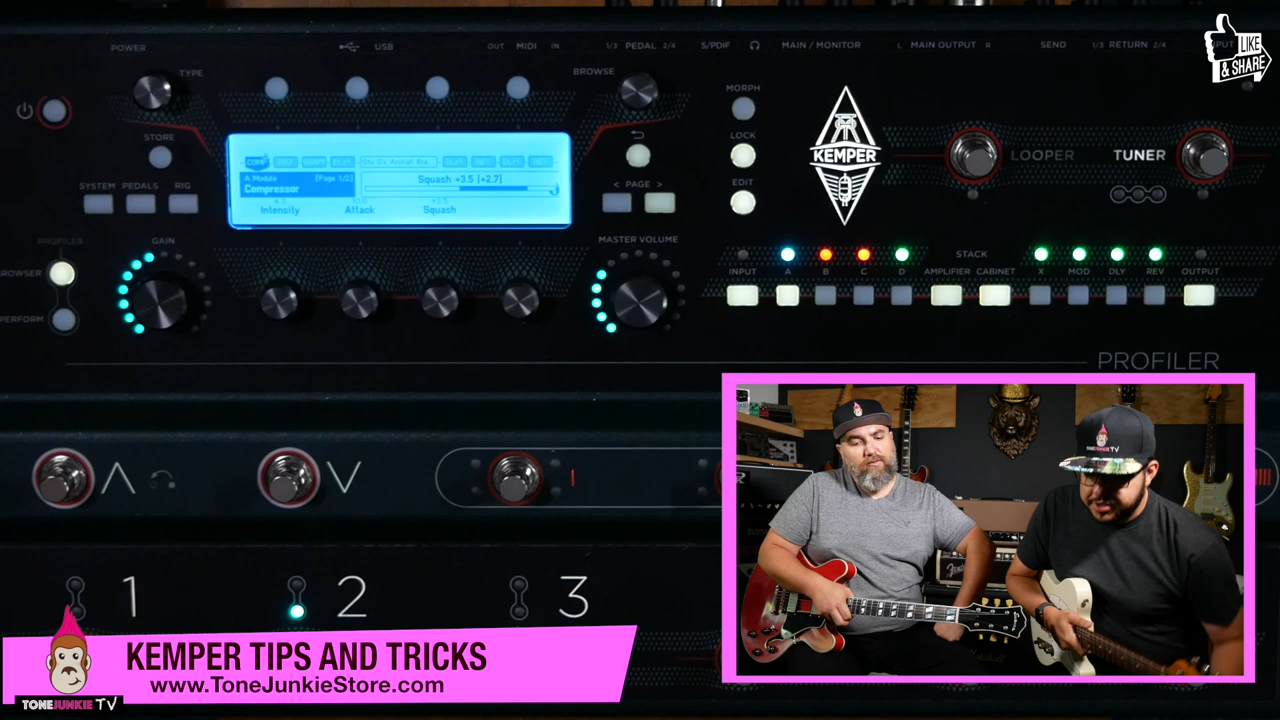 POWER
USB
OUT MIDI IN
1/3 PEDAL 2/4
S/PDIF
MAIN / MONITOR
L MAIN OUTPUT R
SEND
1/3 RETURN 2/4
LIKE
& SHARE
TYPE
BROWSE
MORPH
STORE
LOCK
KEMPER
LOOPER
TUNER
COMP
A Module
[Page 1/2]
Compressor
Squash +3.5 [+2.7]
Intensity
Attack
Squash
SYSTEM
PEDALS
RIG
< PAGE >
EDIT
PROFILER
GAIN
MASTER VOLUME
BROWSER
PERFORM
A
B
C
D
STACK
X
MOD
DLY
REV
INPUT
AMPLIFIER
CABINET
OUTPUT
PROFILER
1
2
3
Fender
Marshall
KEMPER TIPS AND TRICKS
www.ToneJunkieStore.com
TONEJUNKIE TV